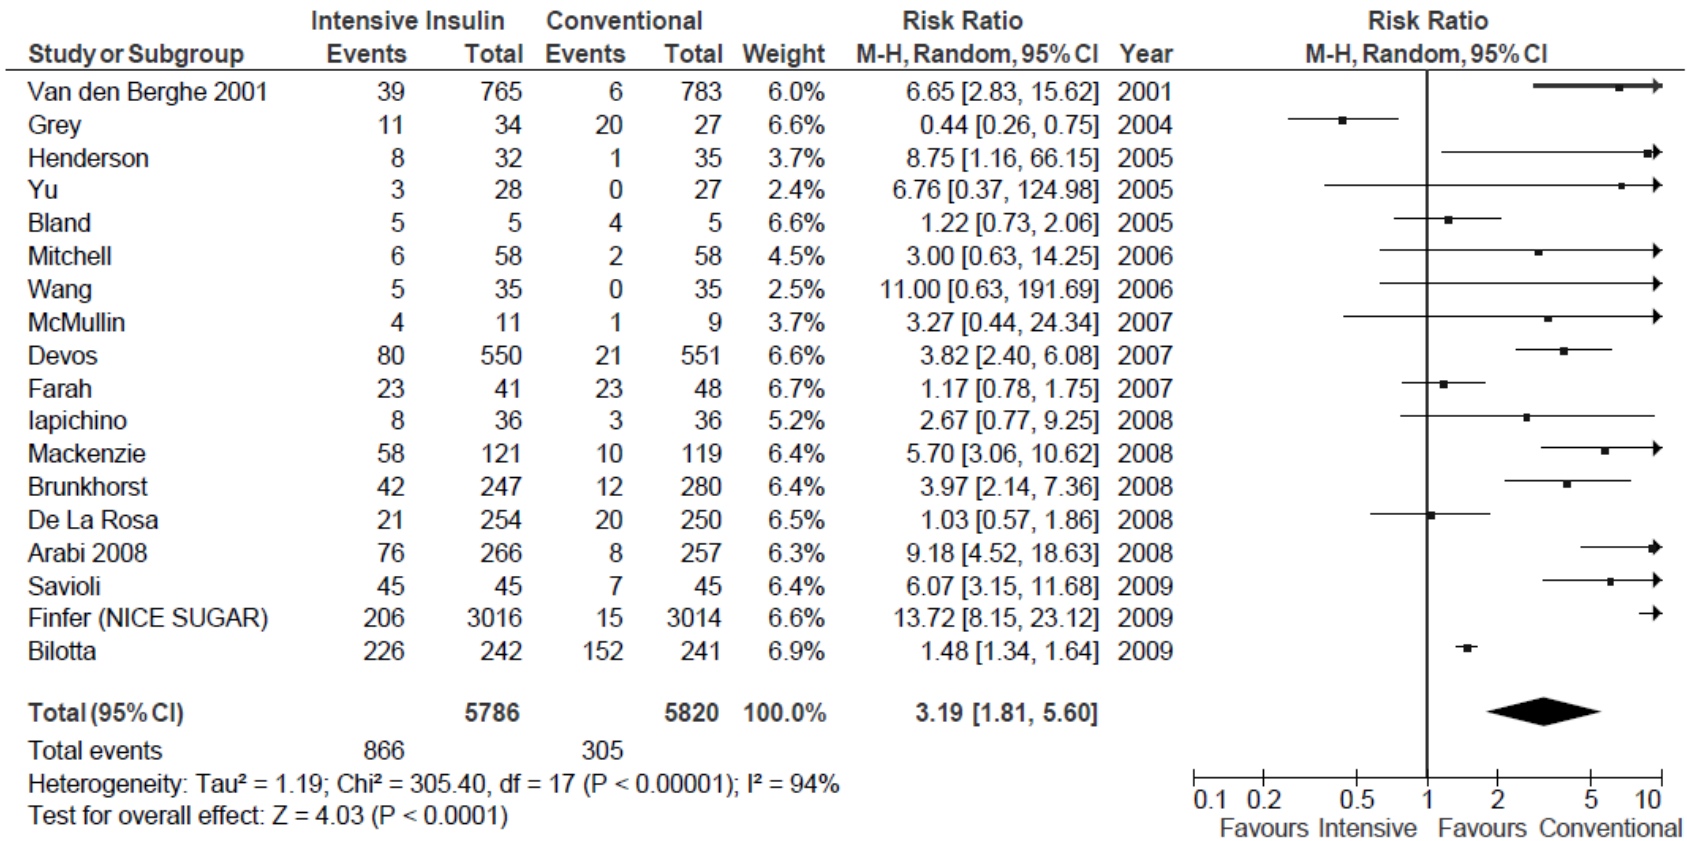 Intensive Insulin Conventional Risk Ratio Risk Ratio
Study or Subgroup Events Total Events Total Weight M-H, Random, 95% CI Year M-H, Random, 95% CI
Van den Berghe 2001 39 765 6 783 6.0% 6.65 [2.83, 15.62] 2001
Grey 11 34 20 27 6.6% 0.44 [0.26, 0.75] 2004
Henderson 8 32 1 35 3.7% 8.75 [1.16, 66.15] 2005
Yu 3 28 0 27 2.4% 6.76 [0.37, 124.98] 2005
Bland 5 5 4 5 6.6% 1.22 [0.73, 2.06] 2005
Mitchell 6 58 2 58 4.5% 3.00 [0.63, 14.25] 2006
Wang 5 35 0 35 2.5% 11.00 [0.63, 191.69] 2006
McMullin 4 11 1 9 3.7% 3.27 [0.44, 24.34] 2007
Devos 80 550 21 551 6.6% 3.82 [2.40, 6.08] 2007
Farah 23 41 23 48 6.7% 1.17 [0.78, 1.75] 2007
Iapichino 8 36 3 36 5.2% 2.67 [0.77, 9.25] 2008
Mackenzie 58 121 10 119 6.4% 5.70 [3.06, 10.62] 2008
Brunkhorst 42 247 12 280 6.4% 3.97 [2.14, 7.36] 2008
De La Rosa 21 254 20 250 6.5% 1.03 [0.57, 1.86] 2008
Arabi 2008 76 266 8 257 6.3% 9.18 [4.52, 18.63] 2008
Savioli 45 45 7 45 6.4% 6.07 [3.15, 11.68] 2009
Finfer (NICE SUGAR) 206 3016 15 3014 6.6% 13.72 [8.15, 23.12] 2009
Bilotta 226 242 152 241 6.9% 1.48 [1.34, 1.64] 2009
Total (95% CI) 5786 5820 100.0% 3.19 [1.81, 5.60]
Total events 866 305
Heterogeneity: Tau² = 1.19; Chi² = 305.40, df = 17 (P < 0.00001); I² = 94%
Test for overall effect: Z = 4.03 (P < 0.0001)
0.1 0.2 0.5 1 2 5 10
Favours Intensive Favours Conventional